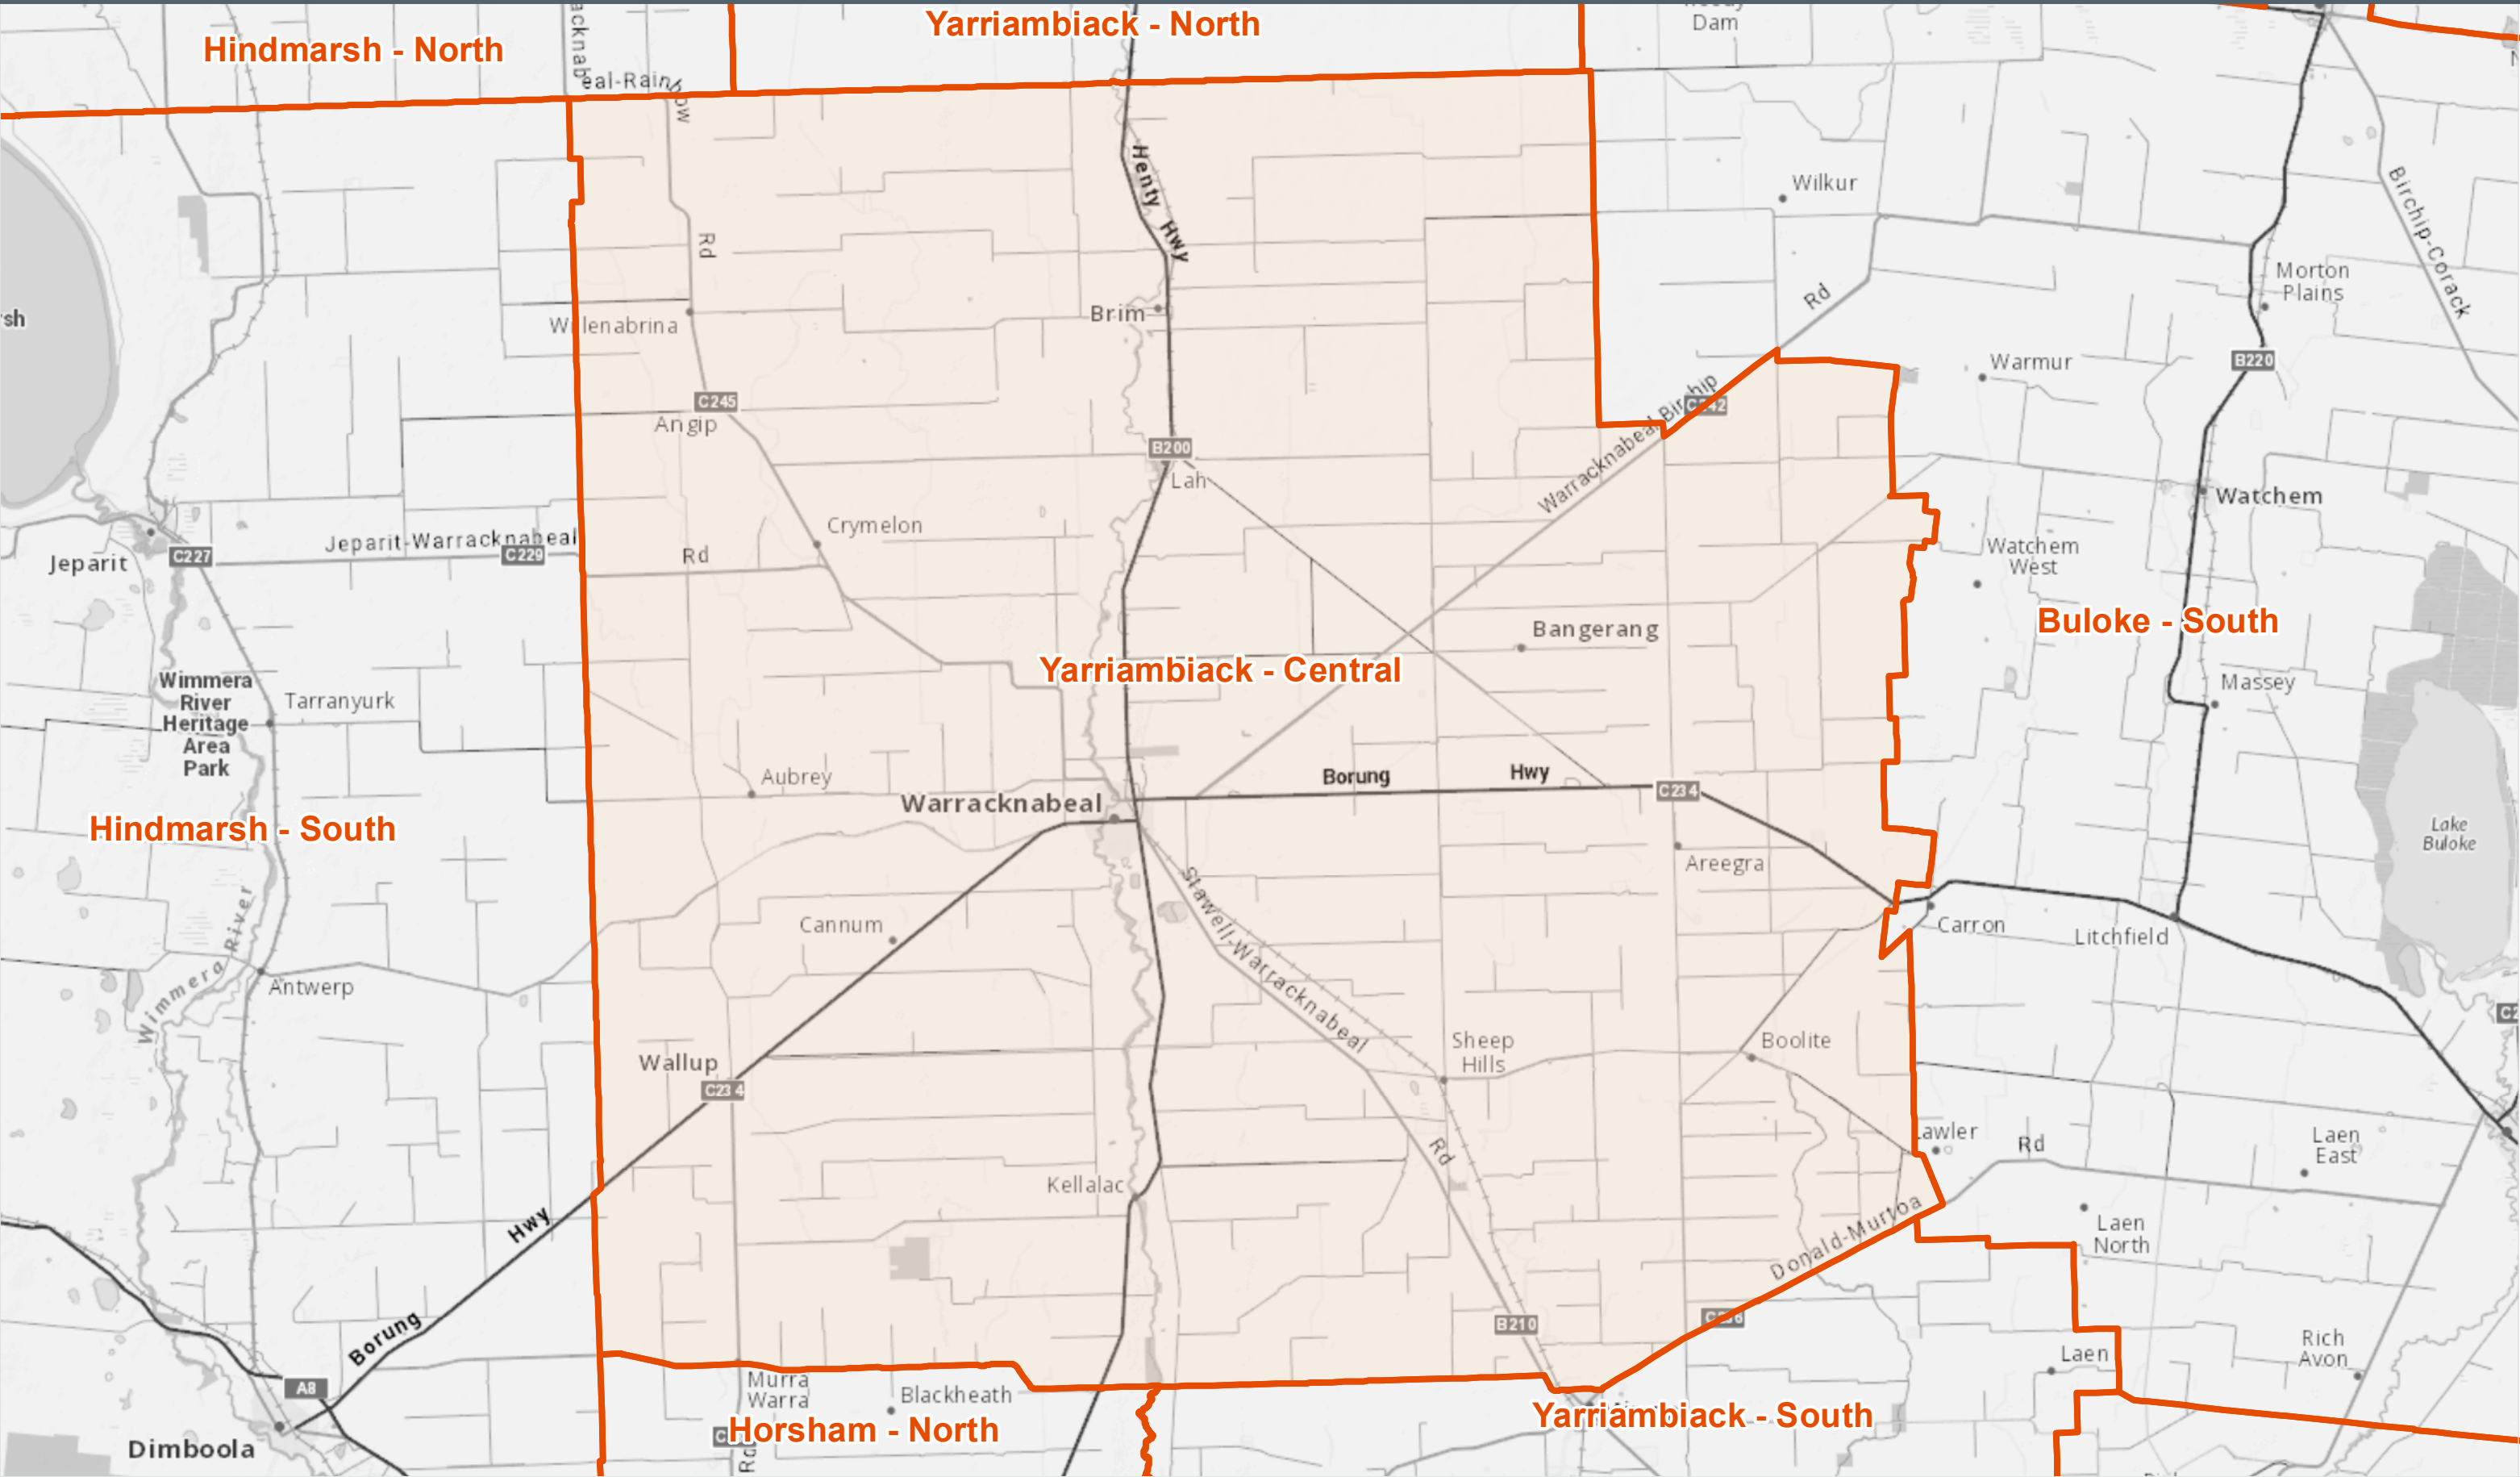 Yarriambiack - North
Hindmarsh - North
Dam
eal-Rainbow
Henty
Hwy
Rd
Wilkur
Rd
Birchip-Corack
Morton
Plains
Brim
B220
Warmur
C245
Angip
Warracknabeal-Birchip
B200
Lah
Watchem
Crymelon
Jeparit-Warracknabeal
C229
C227
Jeparit
Rd
Watchem
West
Buloke - South
Bangerang
Yarriambiack - Central
Wimmera
River
Heritage
Area
Park
Tarranyurk
Massey
Aubrey
Borung
Hwy
C234
Warracknabeal
Hindmarsh - South
Lake
Buloke
Areegra
Stawell-Warracknabeal
Cannum
Carron
Litchfield
Wimmera River
Antwerp
Sheep
Hills
Boolite
Wallup
C234
Rd
Rd
Laen
East
Kellalac
Hwy
Donald-Murtoa
Laen
North
B210
Borung
Rich
Avon
Laen
A8
Murra
Warra
Blackheath
Horsham - North
Yarriambiack - South
Dimboola
Rd